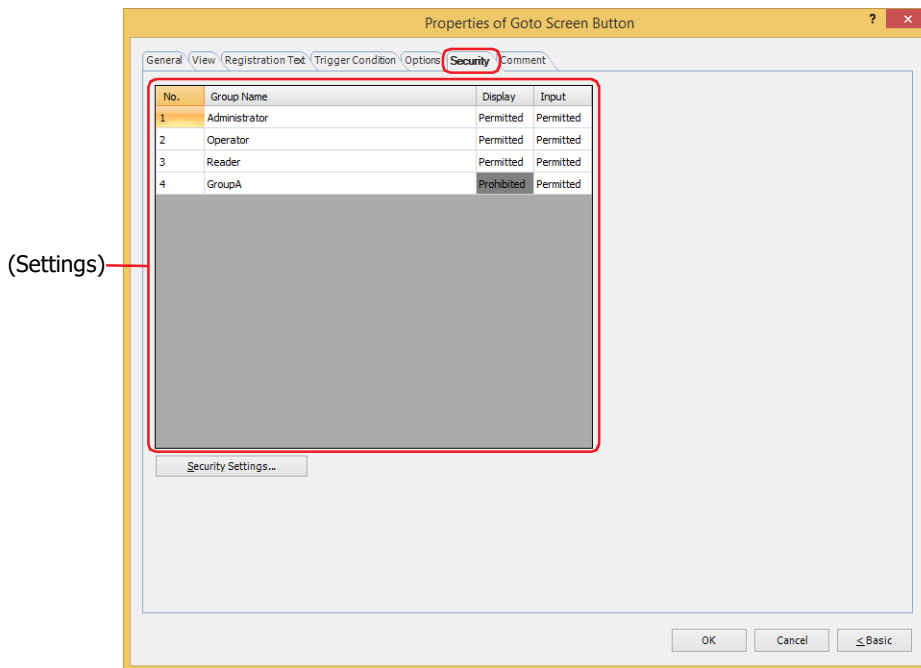 Properties of Goto Screen Button ? ×
General View Registration Text Trigger Condition Options Security Comment
No. Group Name Display Input
1 Administrator Permitted Permitted
2 Operator Permitted Permitted
3 Reader Permitted Permitted
4 GroupA Prohibited Permitted
(Settings)
Security Settings...
OK Cancel < Basic